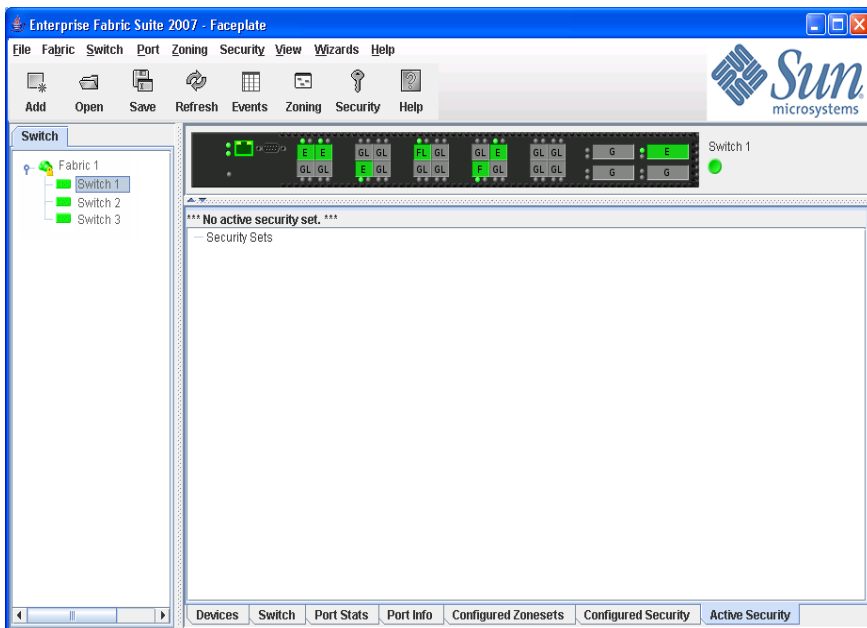 Enterprise Fabric Suite 2007 - Faceplate
File Fabric Switch Port Zoning Security View Wizards Help
Add Open Save Refresh Events Zoning Security Help
Sun
microsystems
Switch
Fabric 1
Switch 1
Switch 2
Switch 3
E E GL GL FL GL GL E GL GL G E
GL GL E GL GL GL F GL GL GL G G
Switch 1
*** No active security set. ***
Security Sets
Devices Switch Port Stats Port Info Configured Zonesets Configured Security Active Security